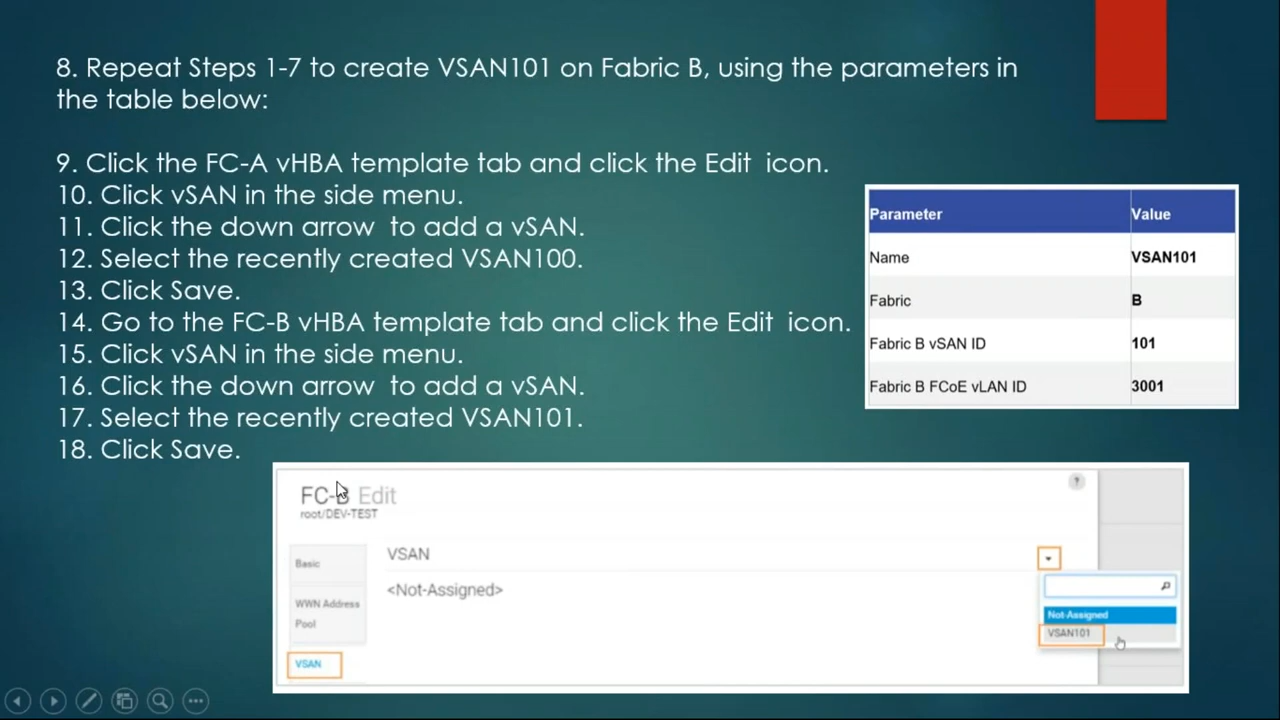 8. Repeat Steps 1-7 to create VSAN101 on Fabric B, using the parameters in
the table below:
9. Click the FC-A vHBA template tab and click the Edit  icon.
10. Click vSAN in the side menu.
11. Click the down arrow  to add a vSAN.
12. Select the recently created VSAN100.
13. Click Save.
14. Go to the FC-B vHBA template tab and click the Edit  icon.
15. Click vSAN in the side menu.
16. Click the down arrow  to add a vSAN.
17. Select the recently created VSAN101.
18. Click Save.
Parameter Value
Name VSAN101
Fabric B
Fabric B vSAN ID 101
Fabric B FCoE vLAN ID 3001
FC-B Edit
root/DEV-TEST
?
Basic
WWN Address
Pool
VSAN
VSAN
<Not-Assigned>
Not-Assigned
VSAN101